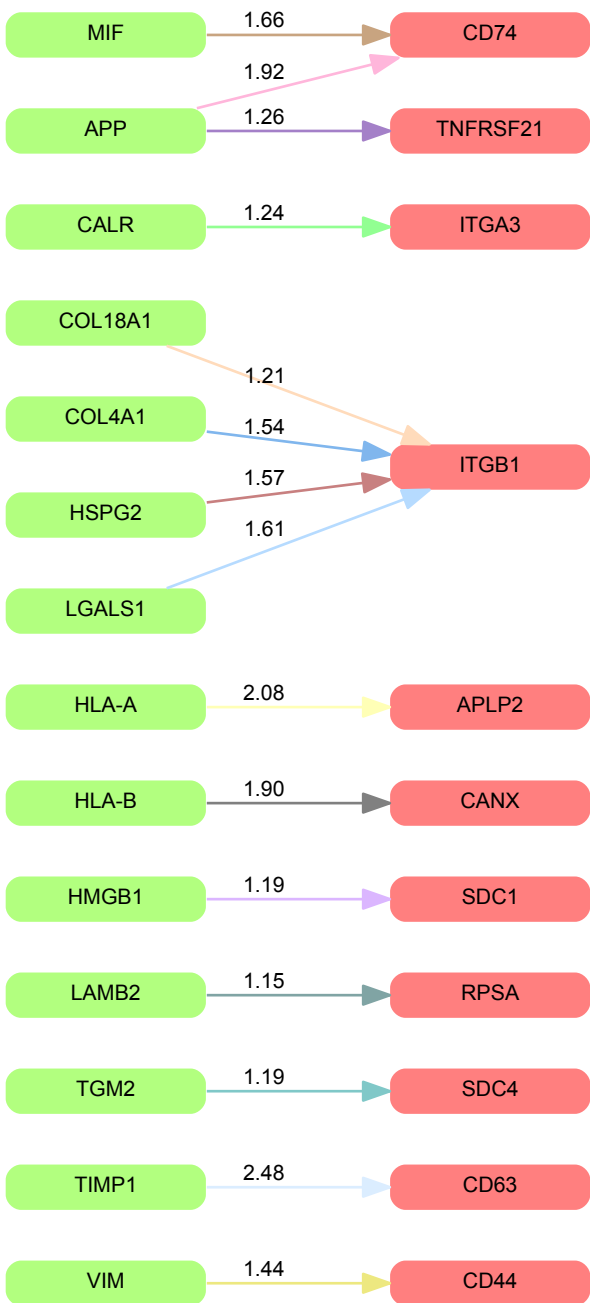 MIF 1.66 CD74
1.92
APP 1.26 TNFRSF21
CALR 1.24 ITGA3
COL18A1
1.21
COL4A1 1.54
ITGB1
1.57
HSPG2
1.61
LGALS1
HLA-A 2.08 APLP2
HLA-B 1.90 CANX
HMGB1 1.19 SDC1
LAMB2 1.15 RPSA
TGM2 1.19 SDC4
TIMP1 2.48 CD63
VIM 1.44 CD44